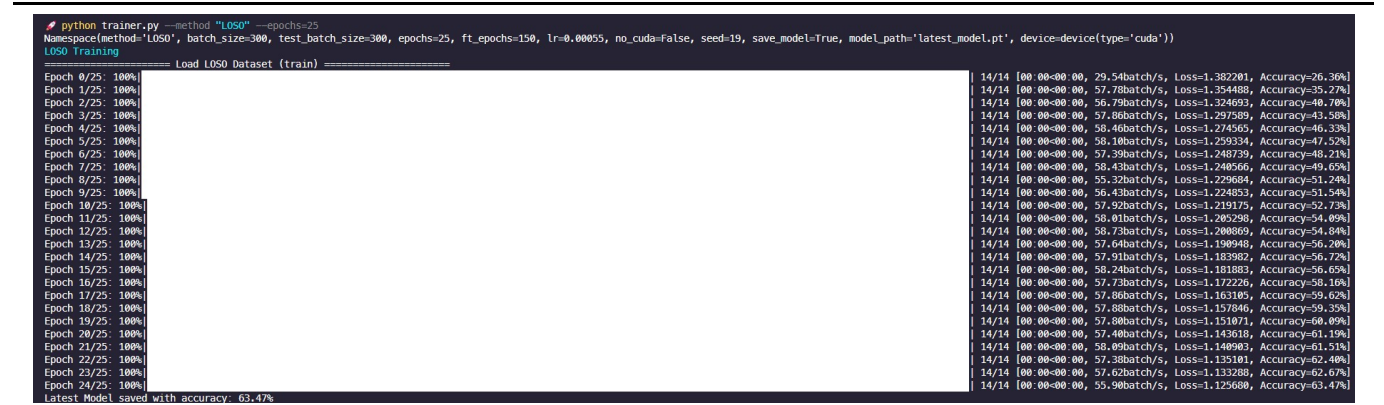 🚀 python trainer.py --method "LOSO" --epochs=25
Namespace(method='LOSO', batch_size=300, test_batch_size=300, epochs=25, ft_epochs=150, lr=0.00055, no_cuda=False, seed=19, save_model=True, model_path='latest_model.pt', device=device(type='cuda'))
LOSO Training
====================== Load LOSO Dataset (train) ======================
Epoch 0/25: 100%| | 14/14 [00:00<00:00, 29.54batch/s, Loss=1.382201, Accuracy=26.36%]
Epoch 1/25: 100%| | 14/14 [00:00<00:00, 57.78batch/s, Loss=1.354488, Accuracy=35.27%]
Epoch 2/25: 100%| | 14/14 [00:00<00:00, 56.79batch/s, Loss=1.324693, Accuracy=40.70%]
Epoch 3/25: 100%| | 14/14 [00:00<00:00, 57.86batch/s, Loss=1.297589, Accuracy=43.58%]
Epoch 4/25: 100%| | 14/14 [00:00<00:00, 58.46batch/s, Loss=1.274565, Accuracy=46.33%]
Epoch 5/25: 100%| | 14/14 [00:00<00:00, 58.10batch/s, Loss=1.259334, Accuracy=47.52%]
Epoch 6/25: 100%| | 14/14 [00:00<00:00, 57.39batch/s, Loss=1.248739, Accuracy=48.21%]
Epoch 7/25: 100%| | 14/14 [00:00<00:00, 58.43batch/s, Loss=1.240566, Accuracy=49.65%]
Epoch 8/25: 100%| | 14/14 [00:00<00:00, 55.32batch/s, Loss=1.229684, Accuracy=51.24%]
Epoch 9/25: 100%| | 14/14 [00:00<00:00, 56.43batch/s, Loss=1.224853, Accuracy=51.54%]
Epoch 10/25: 100%| | 14/14 [00:00<00:00, 57.92batch/s, Loss=1.219175, Accuracy=52.73%]
Epoch 11/25: 100%| | 14/14 [00:00<00:00, 58.01batch/s, Loss=1.205298, Accuracy=54.09%]
Epoch 12/25: 100%| | 14/14 [00:00<00:00, 58.73batch/s, Loss=1.200869, Accuracy=54.84%]
Epoch 13/25: 100%| | 14/14 [00:00<00:00, 57.64batch/s, Loss=1.190948, Accuracy=56.20%]
Epoch 14/25: 100%| | 14/14 [00:00<00:00, 57.91batch/s, Loss=1.183982, Accuracy=56.72%]
Epoch 15/25: 100%| | 14/14 [00:00<00:00, 58.24batch/s, Loss=1.181883, Accuracy=56.65%]
Epoch 16/25: 100%| | 14/14 [00:00<00:00, 57.73batch/s, Loss=1.172226, Accuracy=58.16%]
Epoch 17/25: 100%| | 14/14 [00:00<00:00, 57.86batch/s, Loss=1.163105, Accuracy=59.62%]
Epoch 18/25: 100%| | 14/14 [00:00<00:00, 57.88batch/s, Loss=1.157846, Accuracy=59.35%]
Epoch 19/25: 100%| | 14/14 [00:00<00:00, 57.80batch/s, Loss=1.151071, Accuracy=60.09%]
Epoch 20/25: 100%| | 14/14 [00:00<00:00, 57.40batch/s, Loss=1.143618, Accuracy=61.19%]
Epoch 21/25: 100%| | 14/14 [00:00<00:00, 58.09batch/s, Loss=1.140903, Accuracy=61.51%]
Epoch 22/25: 100%| | 14/14 [00:00<00:00, 57.38batch/s, Loss=1.135101, Accuracy=62.40%]
Epoch 23/25: 100%| | 14/14 [00:00<00:00, 57.62batch/s, Loss=1.133288, Accuracy=62.67%]
Epoch 24/25: 100%| | 14/14 [00:00<00:00, 55.90batch/s, Loss=1.125680, Accuracy=63.47%]
Latest Model saved with accuracy: 63.47%